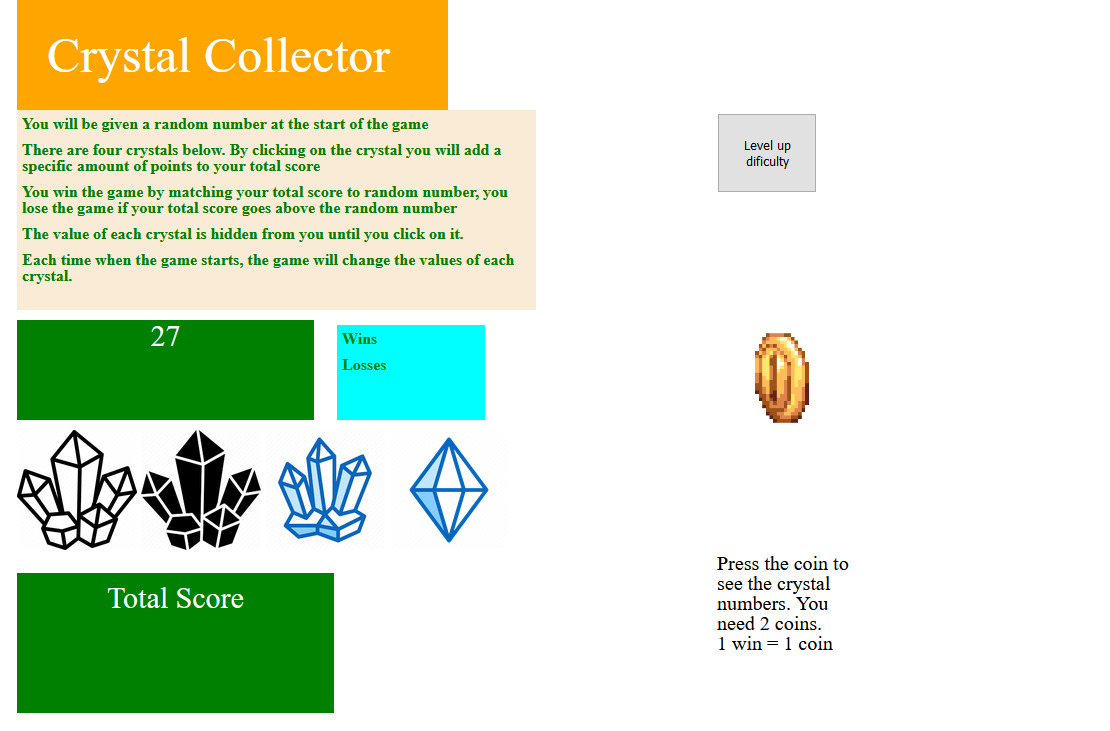 Crystal Collector
You will be given a random number at the start of the game
There are four crystals below. By clicking on the crystal you will add a
specific amount of points to your total score
You win the game by matching your total score to random number, you
lose the game if your total score goes above the random number
The value of each crystal is hidden from you until you click on it.
Each time when the game starts, the game will change the values of each
crystal.
Level up
dificulty
27
Wins
Losses
Total Score
Press the coin to
see the crystal
numbers. You
need 2 coins.
1 win = 1 coin